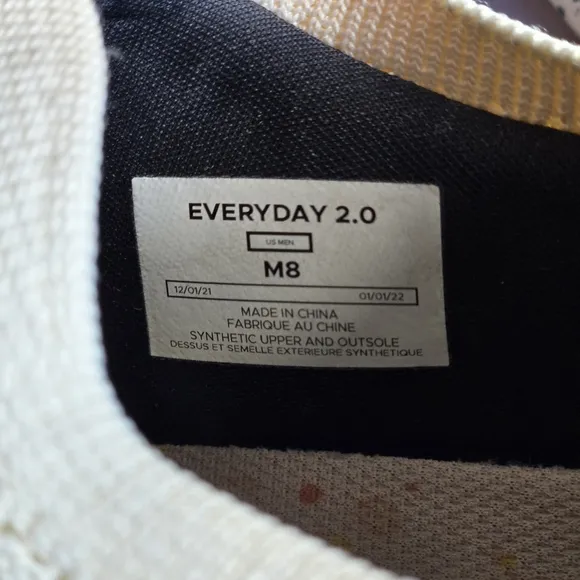 EVERYDAY 2.0
US MEN
M8
12/01/21 01/01/22
MADE IN CHINA
FABRIQUE AU CHINE
SYNTHETIC UPPER AND OUTSOLE
DESSUS ET SEMELLE EXTERIEURE SYNTHETIQUE